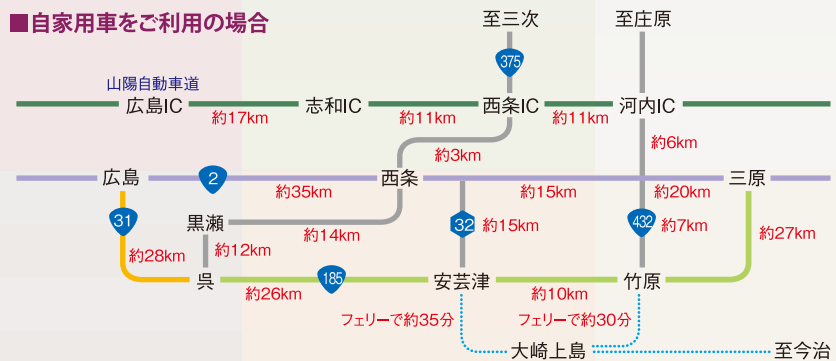 ■自家用車をご利用の場合
至三次
至庄原
375
山陽自動車道
広島IC
志和IC
西条IC
河内IC
約17km
約11km
約11km
約6km
約3km
広島
2
西条
三原
約35km
約15km
約20km
31
黒瀬
32
約15km
432
約7km
約27km
約14km
約12km
約28km
呉
185
安芸津
竹原
約26km
約10km
フェリーで約35分
フェリーで約30分
大崎上島
至今治